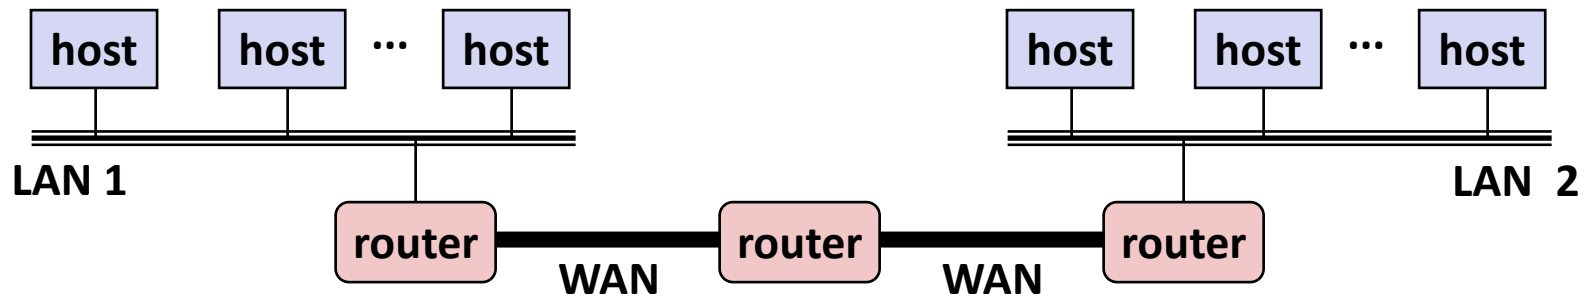 host host ... host host host ... host
LAN 1 LAN 2
router router router
WAN WAN